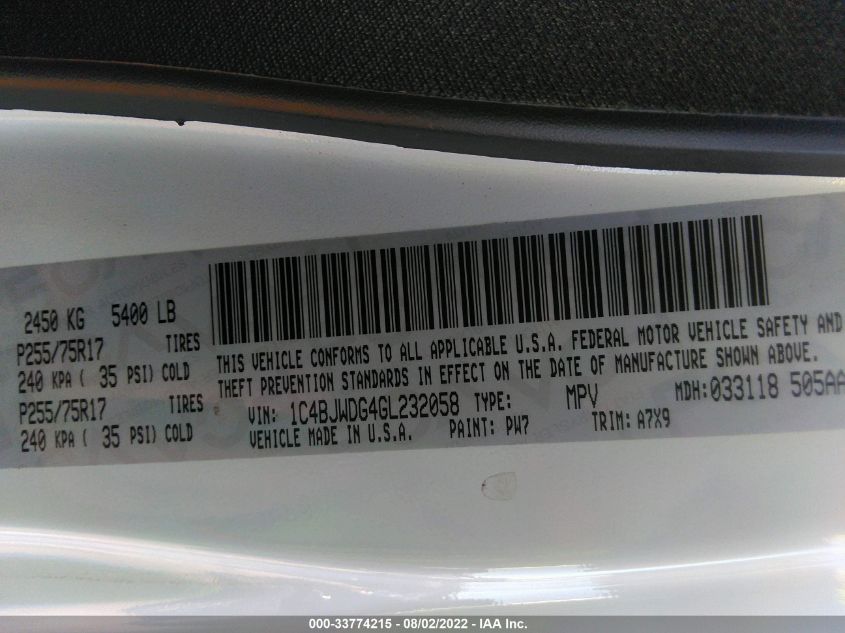 2450 KG 5400 LB
P255/75R17 TIRES
240 KPA ( 35 PSI) COLD
P255/75R17 TIRES
240 KPA ( 35 PSI) COLD
THIS VEHICLE CONFORMS TO ALL APPLICABLE U.S.A. FEDERAL MOTOR VEHICLE SAFETY AND
THEFT PREVENTION STANDARDS IN EFFECT ON THE DATE OF MANUFACTURE SHOWN ABOVE.
VIN: 1C4BJWDG4GL232058 TYPE: MPV MDH: 033118 505AA
VEHICLE MADE IN U.S.A. PAINT: PW7 TRIM: A7X9
000-33774215 - 08/02/2022 - IAA Inc.